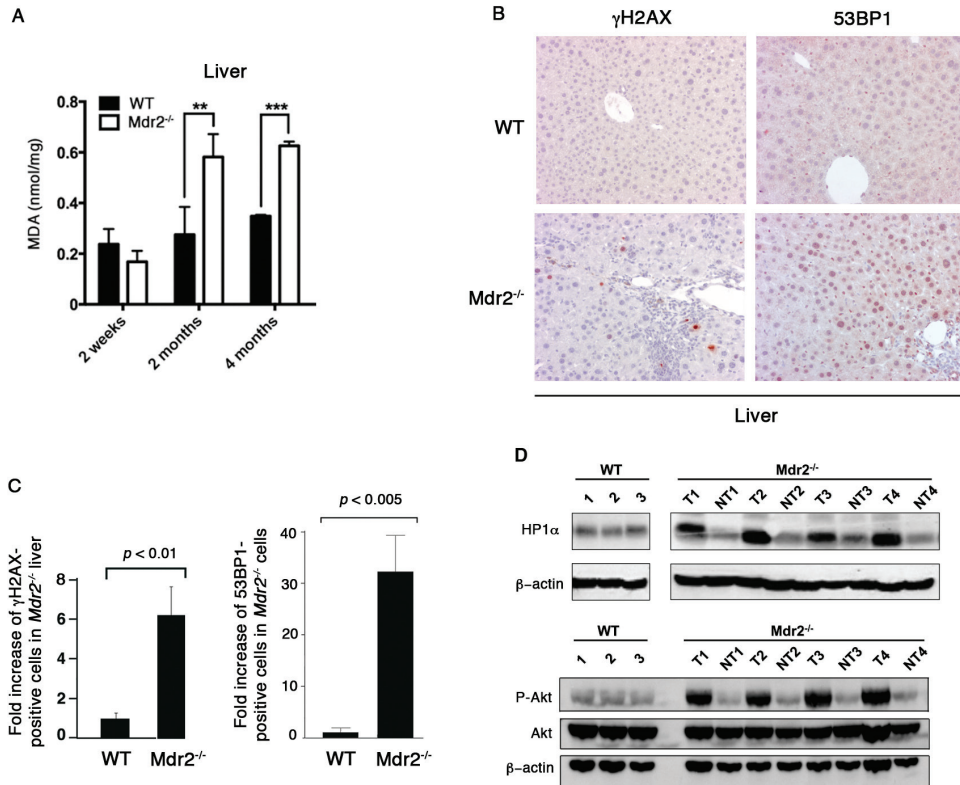 A
Liver
WT
Mdr2-/-
**
***
MDA (nmol/mg)
0.8
0.6
0.4
0.2
0
2 weeks
2 months
4 months
B
γH2AX
53BP1
WT
Mdr2-/-
Liver
C
p < 0.01
Fold increase of γH2AX-
positive cells in Mdr2-/- liver
8
6
4
2
0
WT
Mdr2-/-
p < 0.005
Fold increase of 53BP1-
positive cells in Mdr2-/- cells
40
30
20
10
0
WT
Mdr2-/-
D
WT
Mdr2-/-
1 2 3 T1 NT1 T2 NT2 T3 NT3 T4 NT4
HP1α
β-actin
WT
Mdr2-/-
1 2 3 T1 NT1 T2 NT2 T3 NT3 T4 NT4
P-Akt
Akt
β-actin